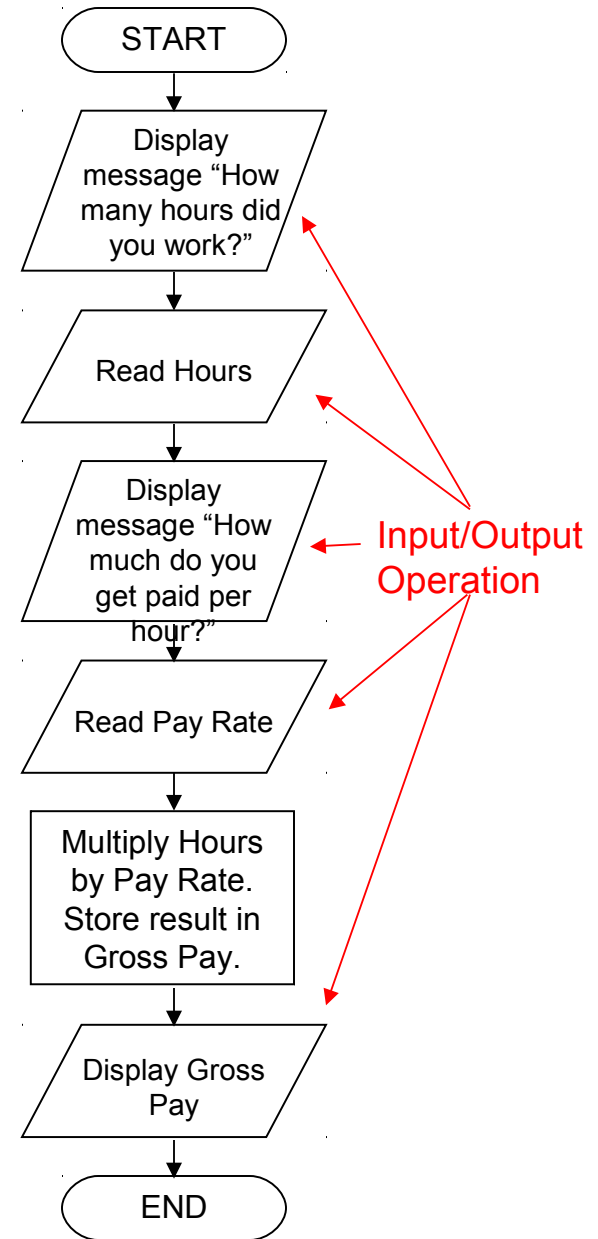 START
Display
message “How
many hours did
you work?”
Read Hours
Display
message “How
much do you
get paid per
hour?”
Input/Output
Operation
Read Pay Rate
Multiply Hours
by Pay Rate.
Store result in
Gross Pay.
Display Gross
Pay
END